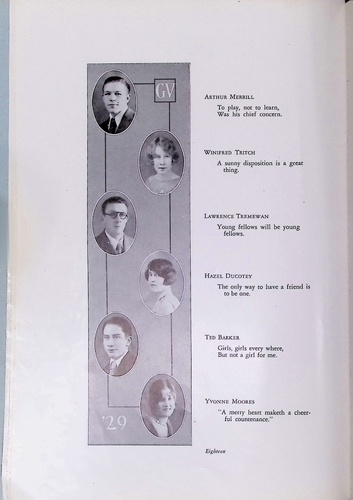 GV
ARTHUR MERRILL
To play, not to learn,
Was his chief concern.
WINIFRED TRITCH
A sunny disposition is a great
thing.
LAWRENCE TREMEWAN
Young fellows will be young
fellows.
HAZEL DUCOTEY
The only way to have a friend is
to be one.
TED BARKER
Girls, girls every where,
But not a girl for me.
YVONNE MOORES
"A merry heart maketh a cheer-
ful countenance."
'29
Eighteen